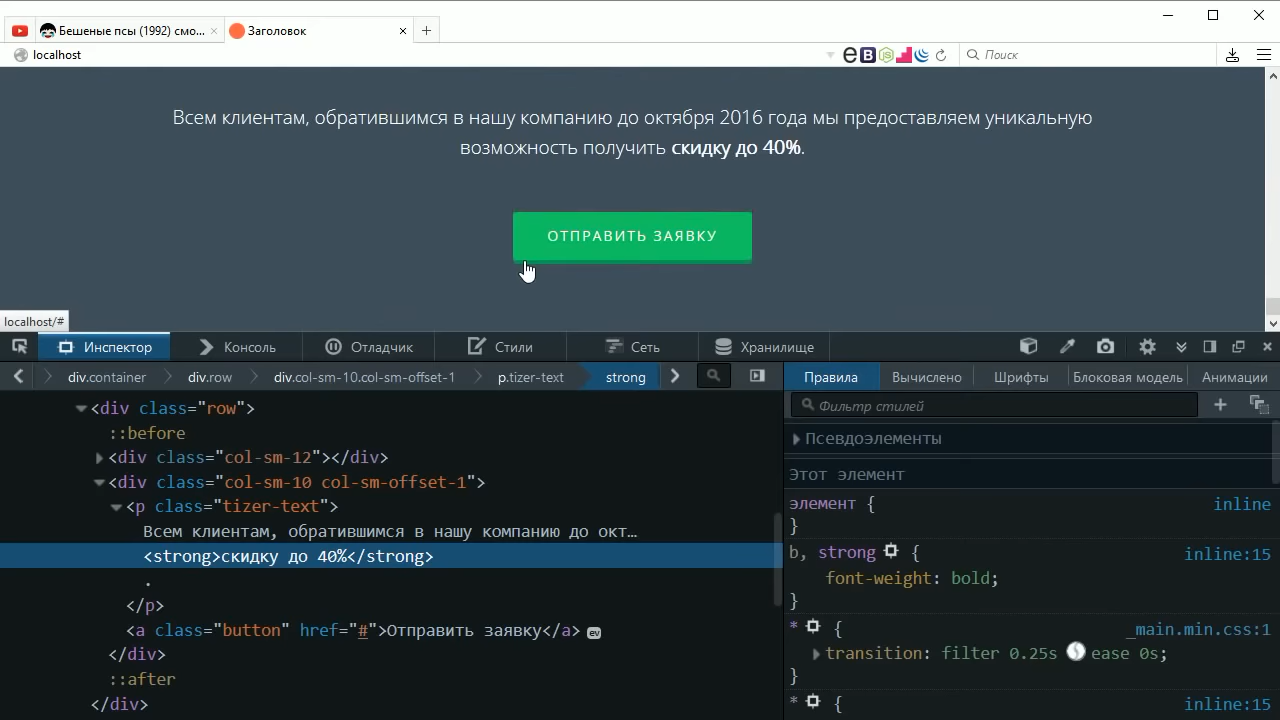 Бешеные псы (1992) смо...
Заголовок
localhost
Поиск
Всем клиентам, обратившимся в нашу компанию до октября 2016 года мы предоставляем уникальную
возможность получить скидку до 40%.
ОТПРАВИТЬ ЗАЯВКУ
localhost/#
Инспектор Консоль Отладчик Стили Сеть Хранилище
div.container div.row div.col-sm-10.col-sm-offset-1 p.tizer-text strong
Правила Вычислено Шрифты Блоковая модель Анимации
<div class="row">
::before
<div class="col-sm-12"></div>
<div class="col-sm-10 col-sm-offset-1">
<p class="tizer-text">
Всем клиентам, обратившимся в нашу компанию до окт…
<strong>скидку до 40%</strong>
.
</p>
<a class="button" href="#">Отправить заявку</a> ev
</div>
::after
</div>
Фильтр стилей
Псевдоэлементы
Этот элемент
элемент { inline
}
b, strong { inline:15
font-weight: bold;
}
* { _main.min.css:1
transition: filter 0.25s ease 0s;
}
* { inline:15